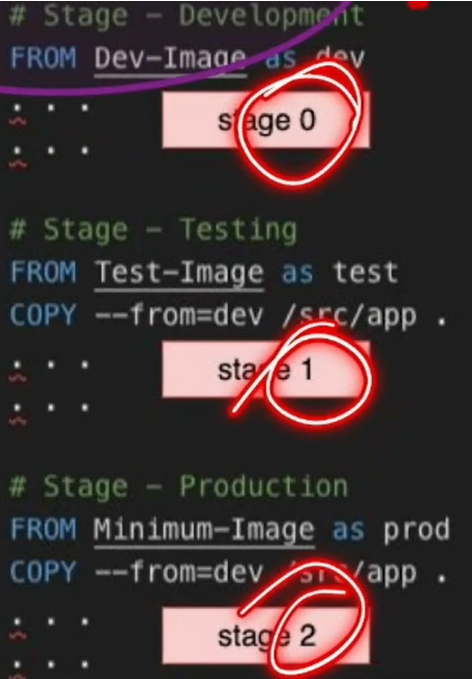 # Stage – Development
FROM Dev-Image as dev
. . .
stage 0
. . .
# Stage – Testing
FROM Test-Image as test
COPY --from=dev /src/app .
. . .
stage 1
. . .
# Stage – Production
FROM Minimum-Image as prod
COPY --from=dev /src/app .
. . .
stage 2
. . .